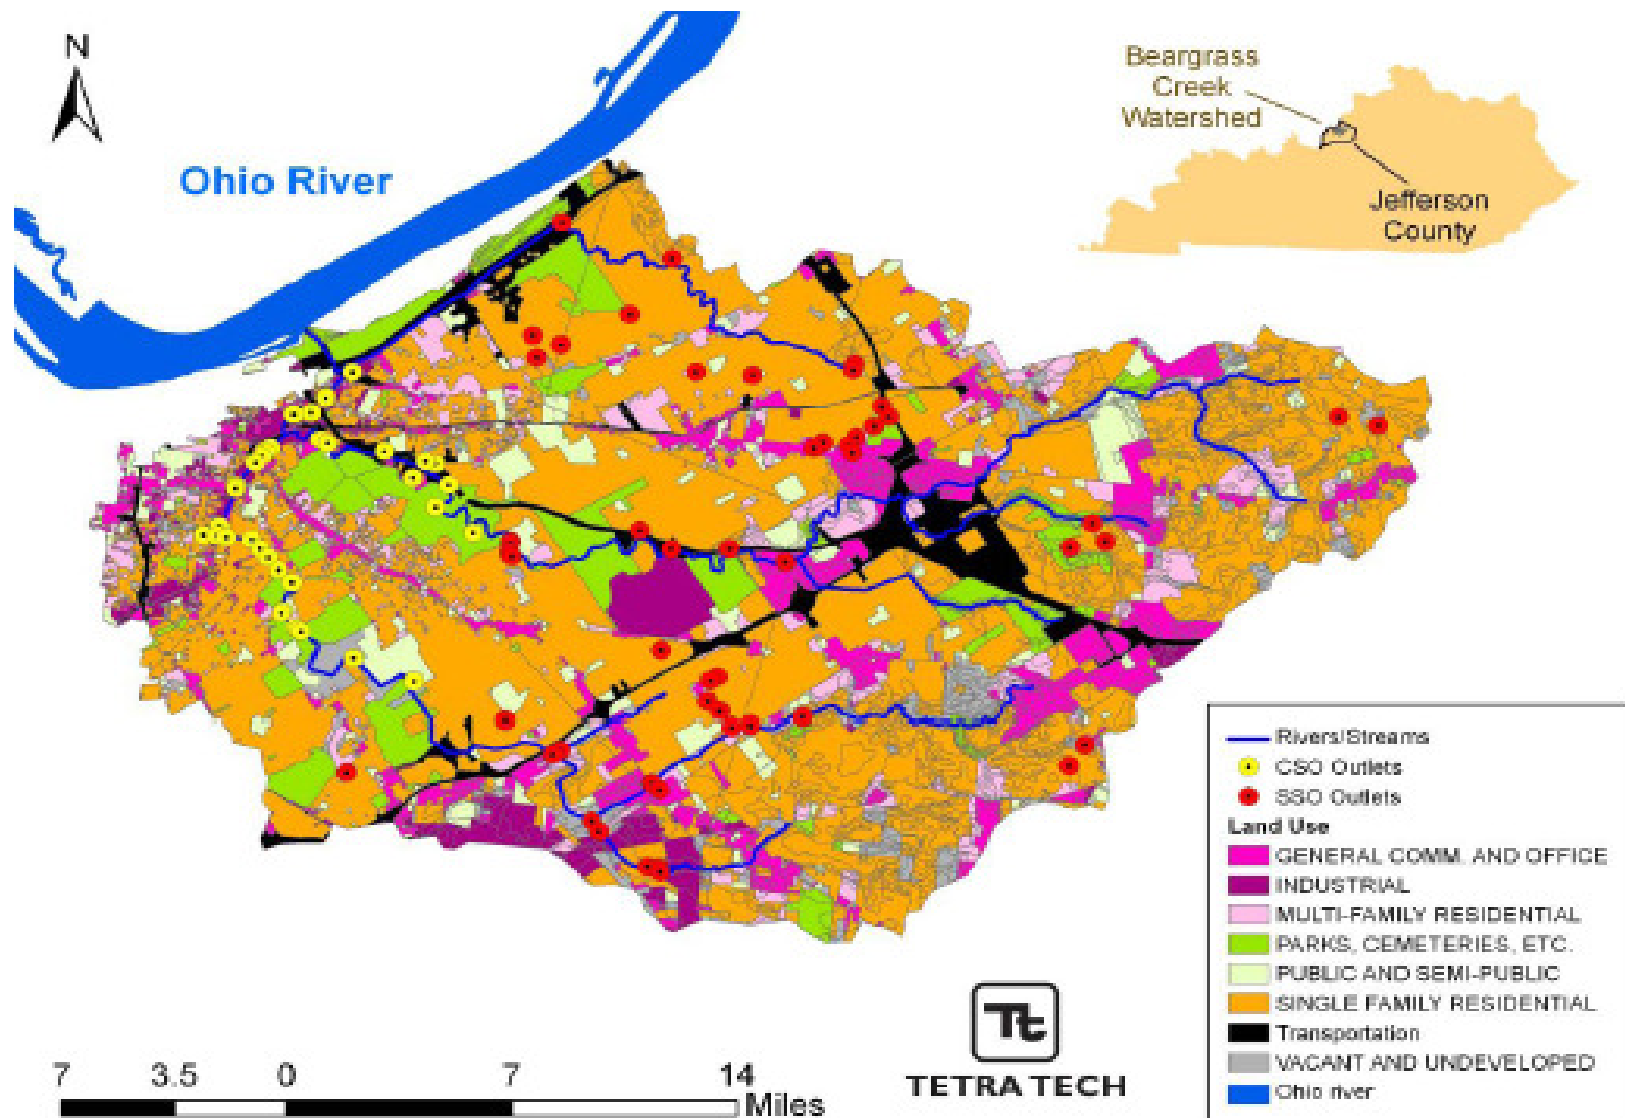 N
Beargrass
Creek
Watershed
Ohio River
Jefferson
County
Rivers/Streams
CSO Outlets
SSO Outlets
Land Use
GENERAL COMM. AND OFFICE
INDUSTRIAL
MULTI-FAMILY RESIDENTIAL
PARKS, CEMETERIES, ETC.
PUBLIC AND SEMI-PUBLIC
SINGLE FAMILY RESIDENTIAL
Transportation
VACANT AND UNDEVELOPED
Ohio river
Tt
TETRA TECH
7 3.5 0 7 14
Miles